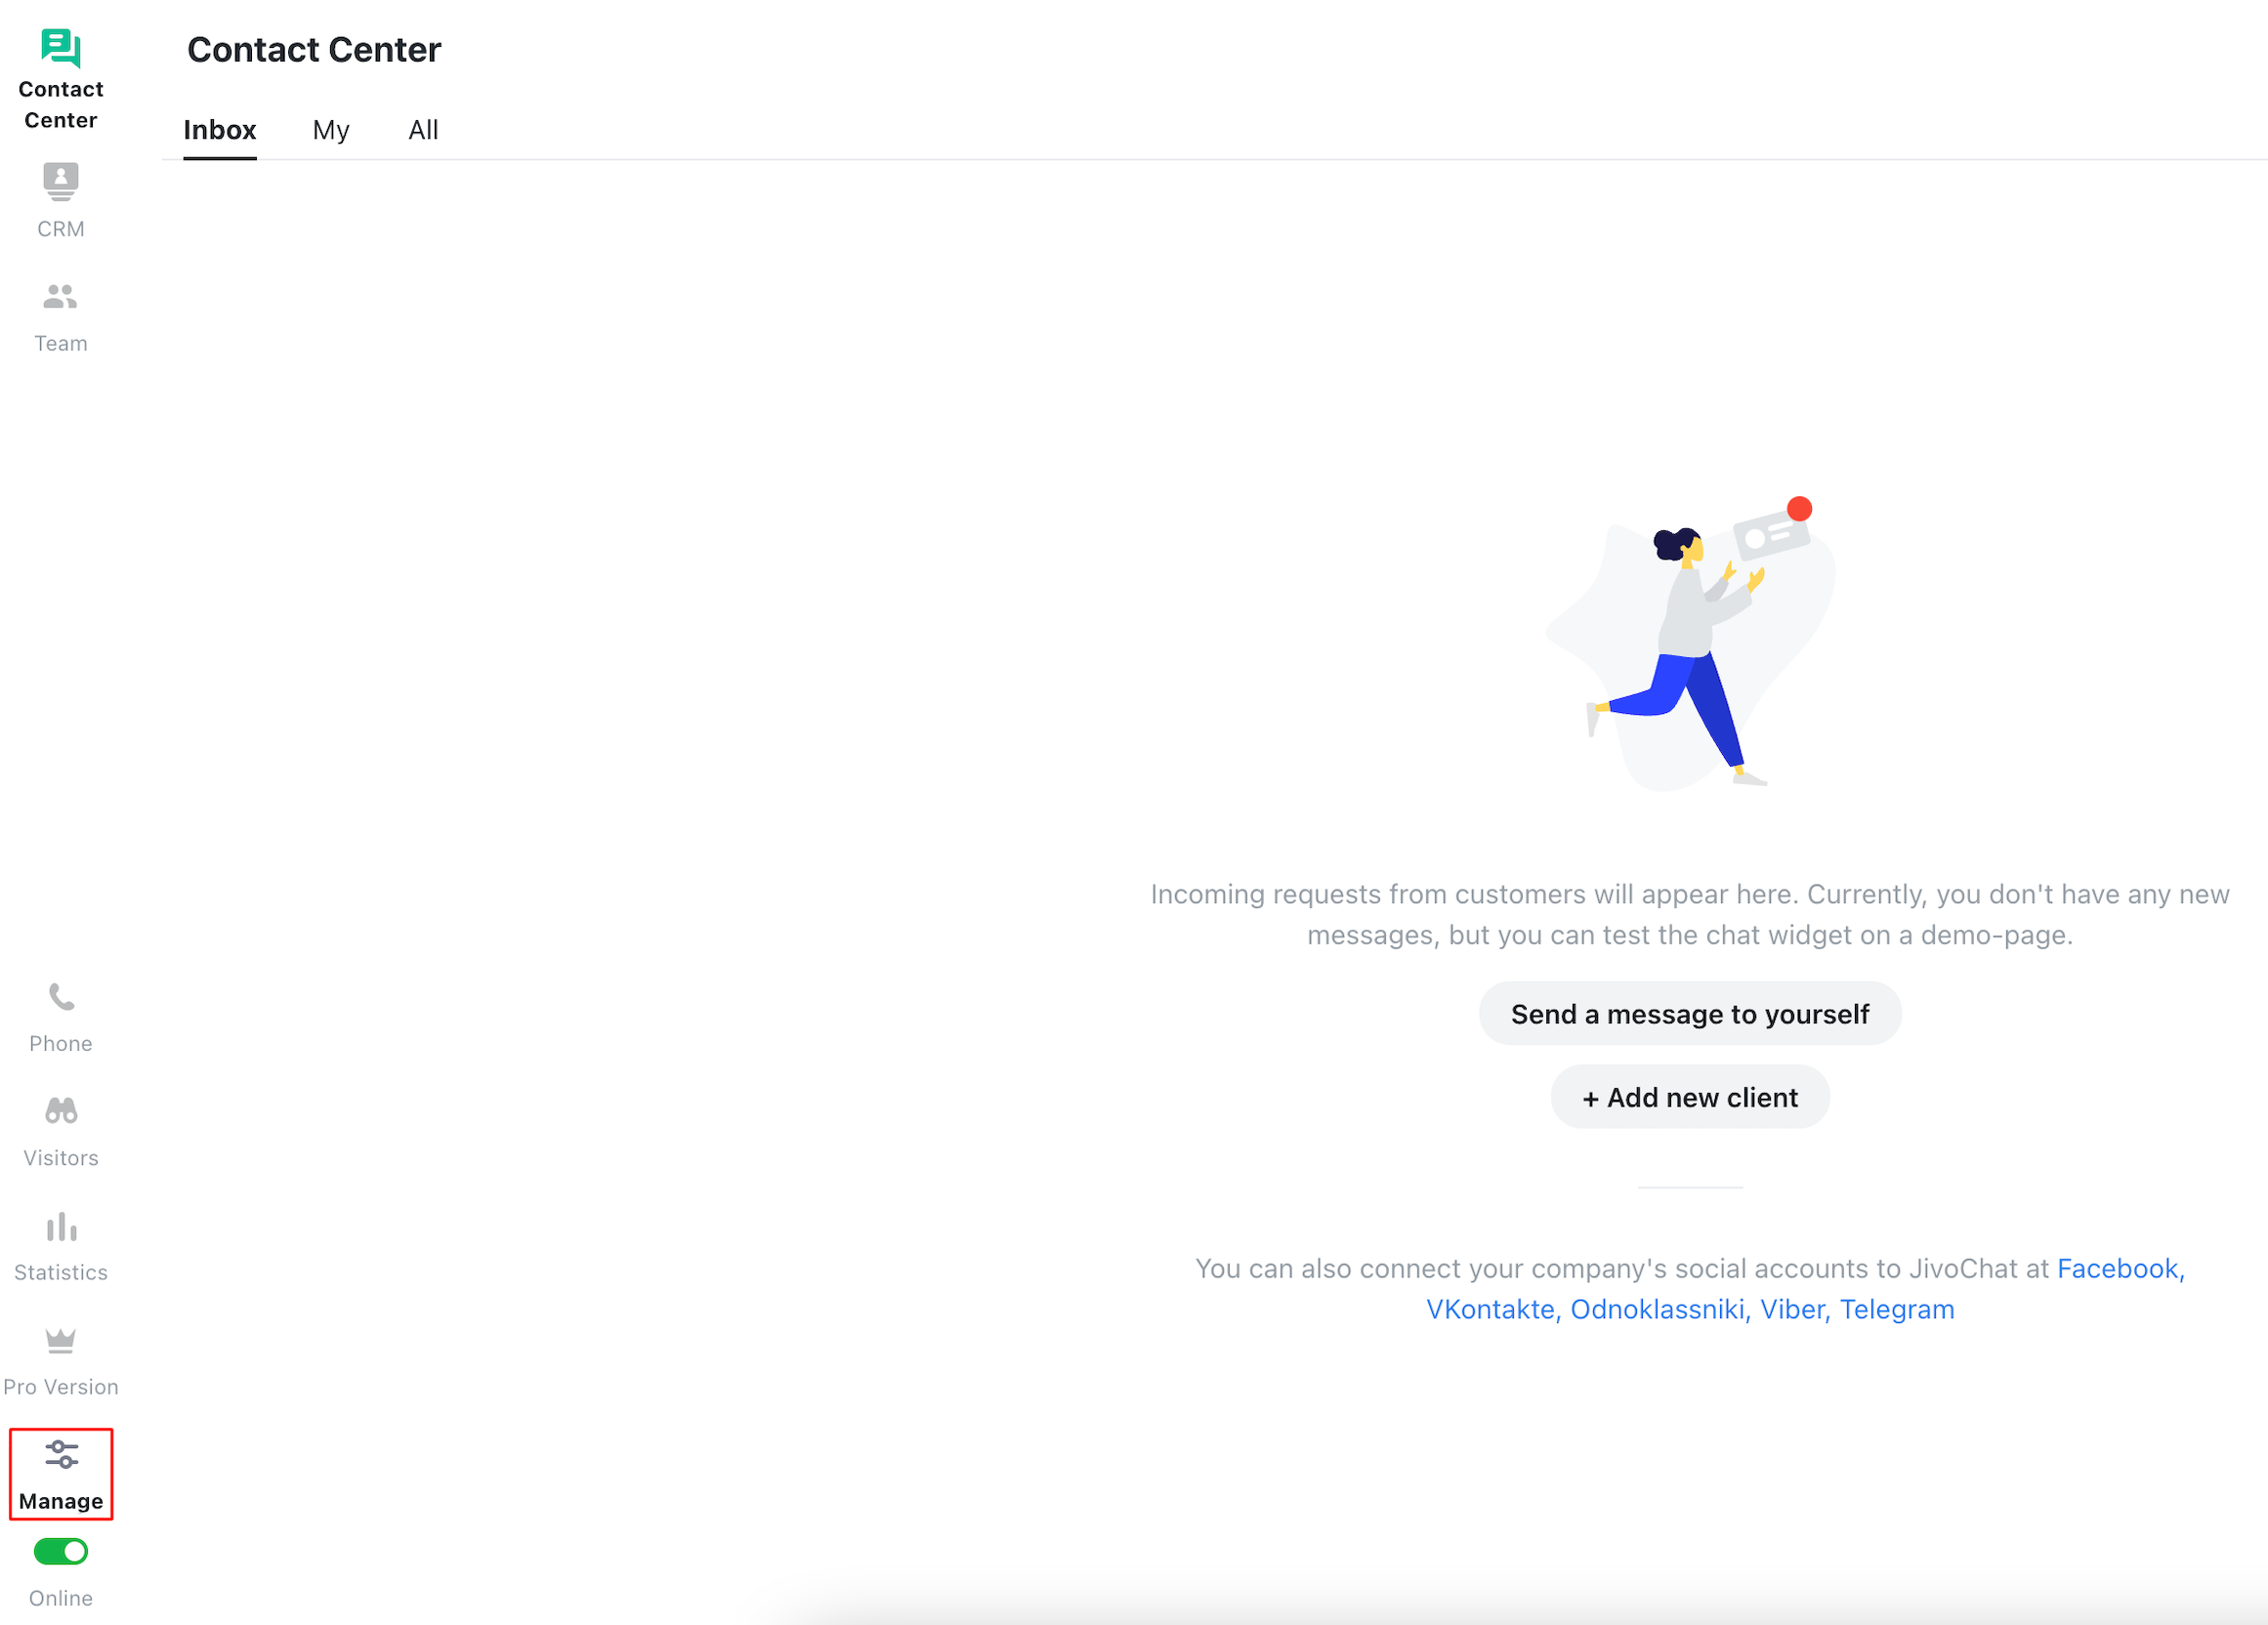 Contact
Center
CRM
Team
Phone
Visitors
Statistics
Pro Version
Manage
Online
Contact Center
Inbox My All
Incoming requests from customers will appear here. Currently, you don't have any new
messages, but you can test the chat widget on a demo-page.
Send a message to yourself
+ Add new client
You can also connect your company's social accounts to JivoChat at Facebook,
VKontakte, Odnoklassniki, Viber, Telegram